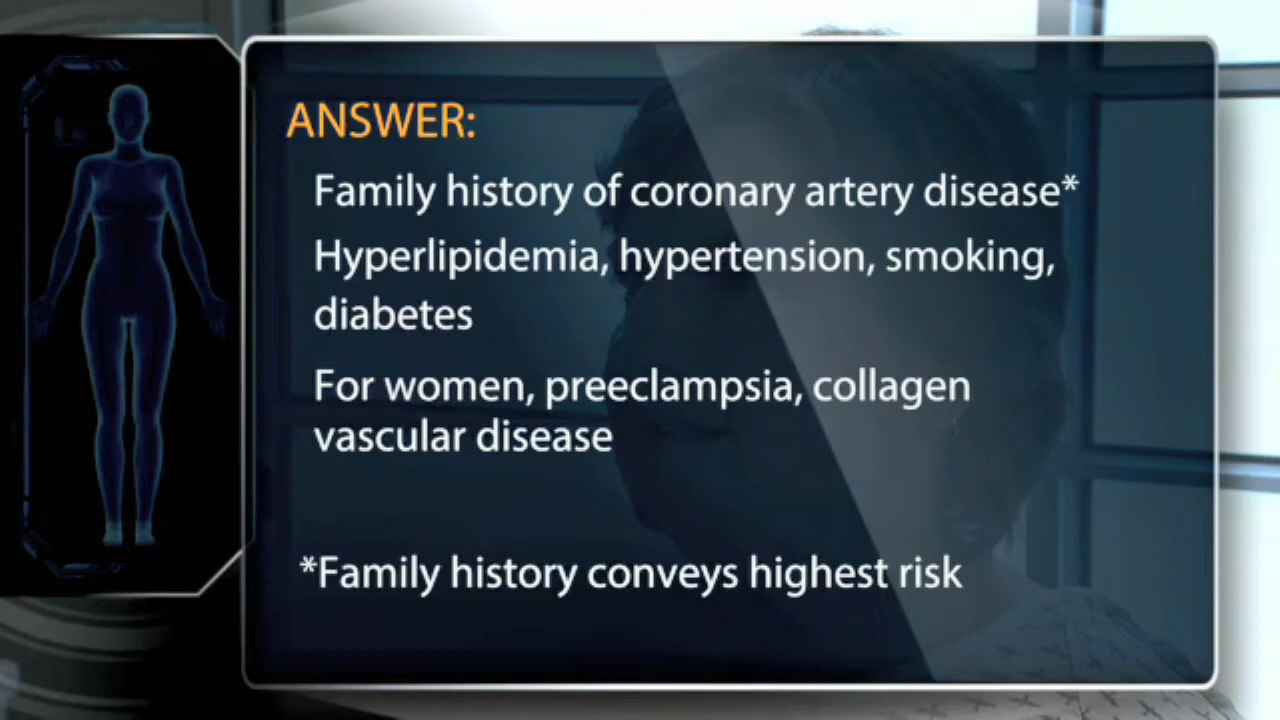 ANSWER:
Family history of coronary artery disease*
Hyperlipidemia, hypertension, smoking,
diabetes
For women, preeclampsia, collagen
vascular disease
*Family history conveys highest risk